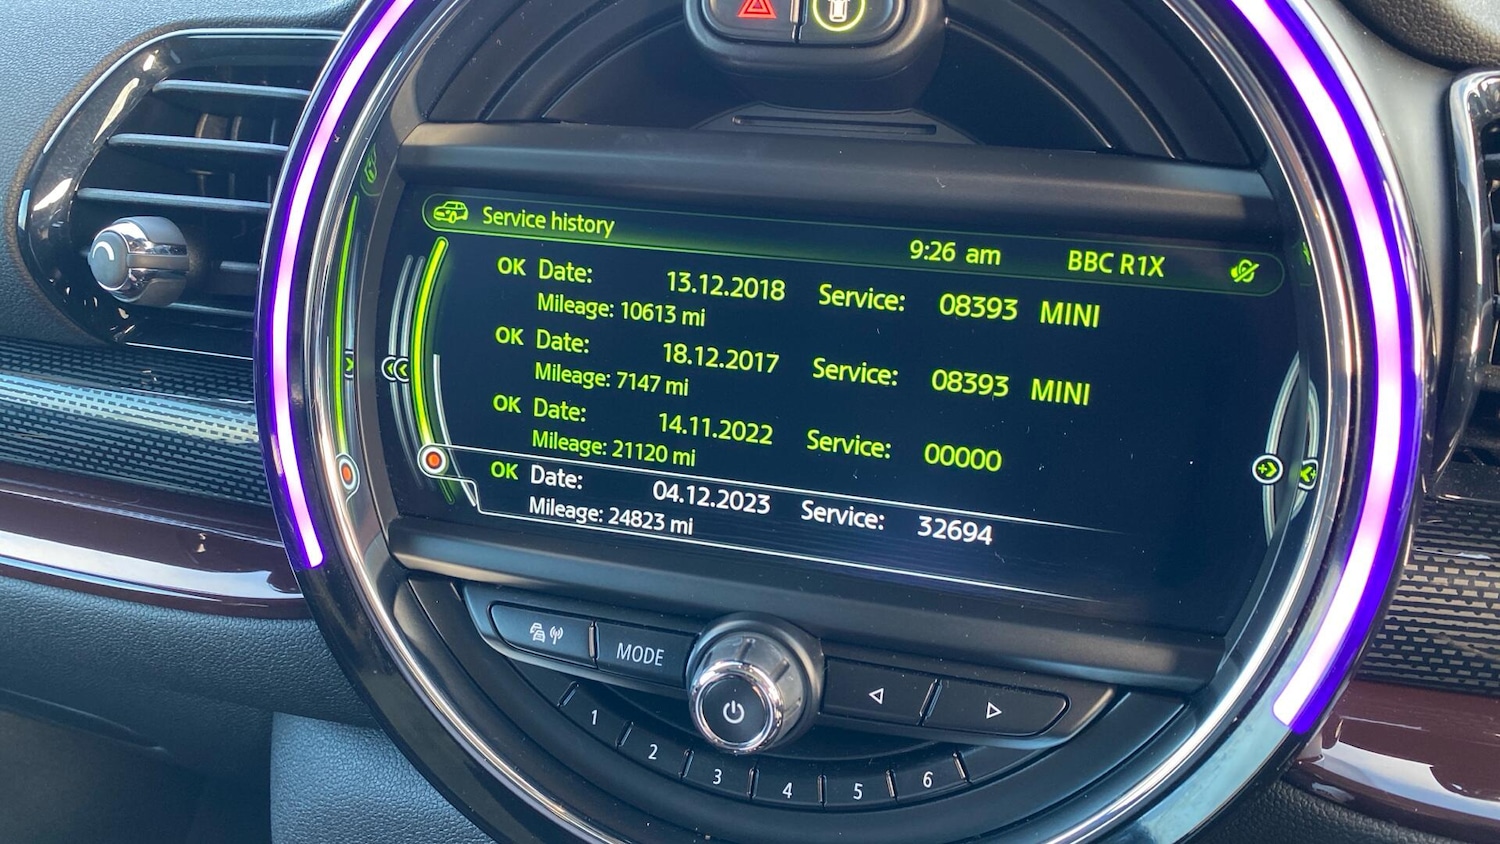 Service history 9:26 am BBC R1X
OK Date: 13.12.2018 Service: 08393 MINI
Mileage: 10613 mi
OK Date: 18.12.2017 Service: 08393 MINI
Mileage: 7147 mi
OK Date: 14.11.2022 Service: 00000
Mileage: 21120 mi
OK Date: 04.12.2023 Service: 32694
Mileage: 24823 mi
MODE
1 2 3 4 5 6